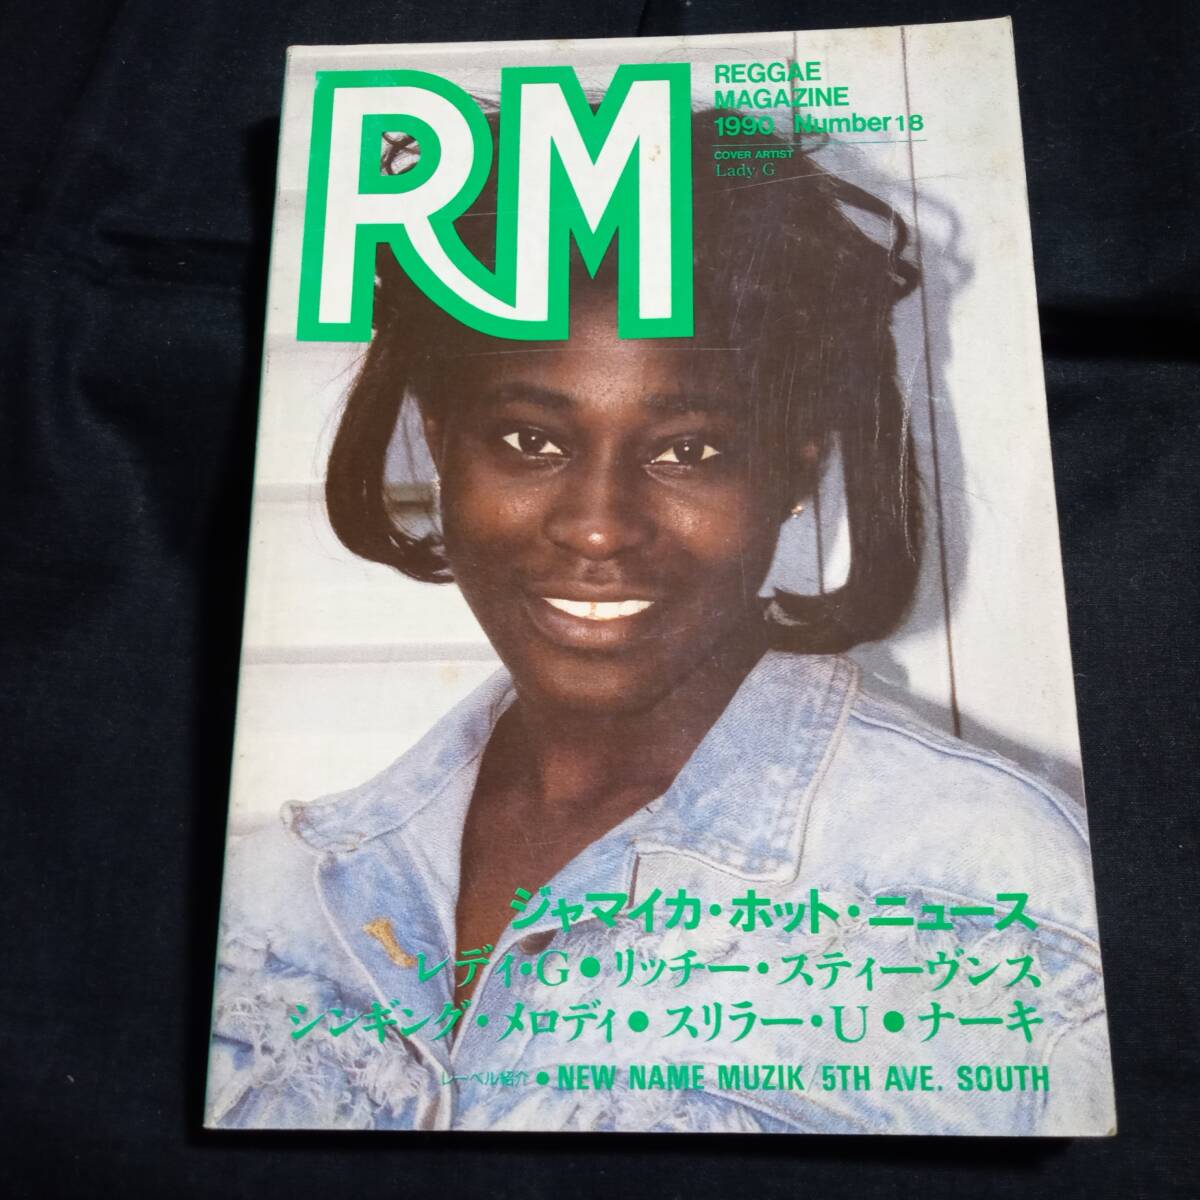 RM
REGGAE
MAGAZINE
1990 Number 18
COVER ARTIST
Lady G
ジャマイカ・ホット・ニュース
レディ・G●リッチー・スティーヴンス
シンギング・メロディ●スリラー・U●ナーキ
レーベル紹介●NEW NAME MUZIK/5TH AVE. SOUTH